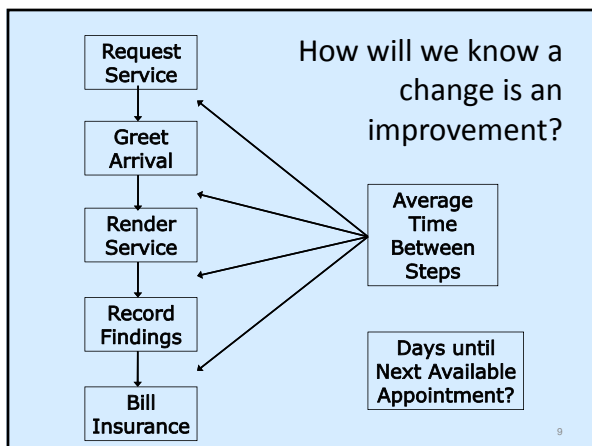 How will we know a
change is an
improvement?
Request
Service
Greet
Arrival
Render
Service
Record
Findings
Bill
Insurance
Average
Time
Between
Steps
Days until
Next Available
Appointment?
9